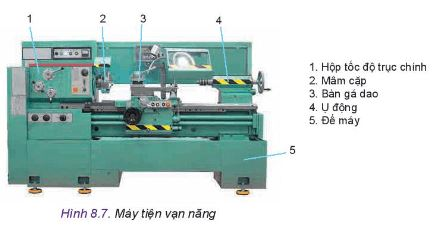 1
2
3
4
5
1. Hộp tốc độ trục chính
2. Mâm cặp
3. Bàn gá dao
4. Ụ động
5. Đế máy
Hình 8.7. Máy tiện vạn năng